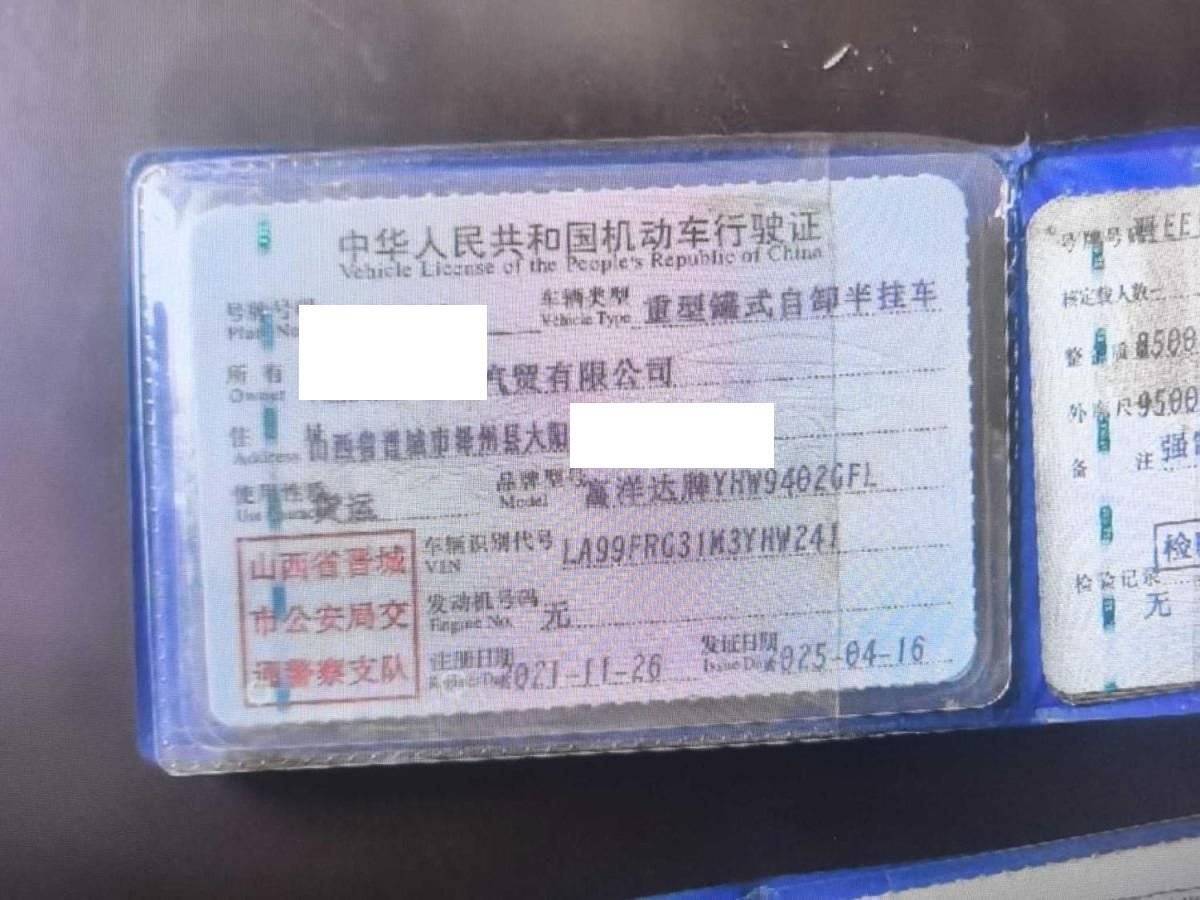 中华人民共和国机动车行驶证
Vehicle License of the People's Republic of China
号牌号
Plate No
车辆类型
Vehicle Type
重型罐式自卸半挂车
所有
Owner
汽贸有限公司
住址
Address
山西省晋城市泽州县大阳
使用性质
货运
品牌型号
Model
富洋达牌YHW9402GFL
山西省晋城
市公安局交
通警察支队
车辆识别代号
VIN
LA99FRG31M3YHW241
发动机号码
Engine No.
无
注册日期
021-11-26
发证日期
Issue Date
025-04-16
号牌号码
核定载人数
整备质量
8500
外廓尺
9500
备注
强
检
检验记录
无